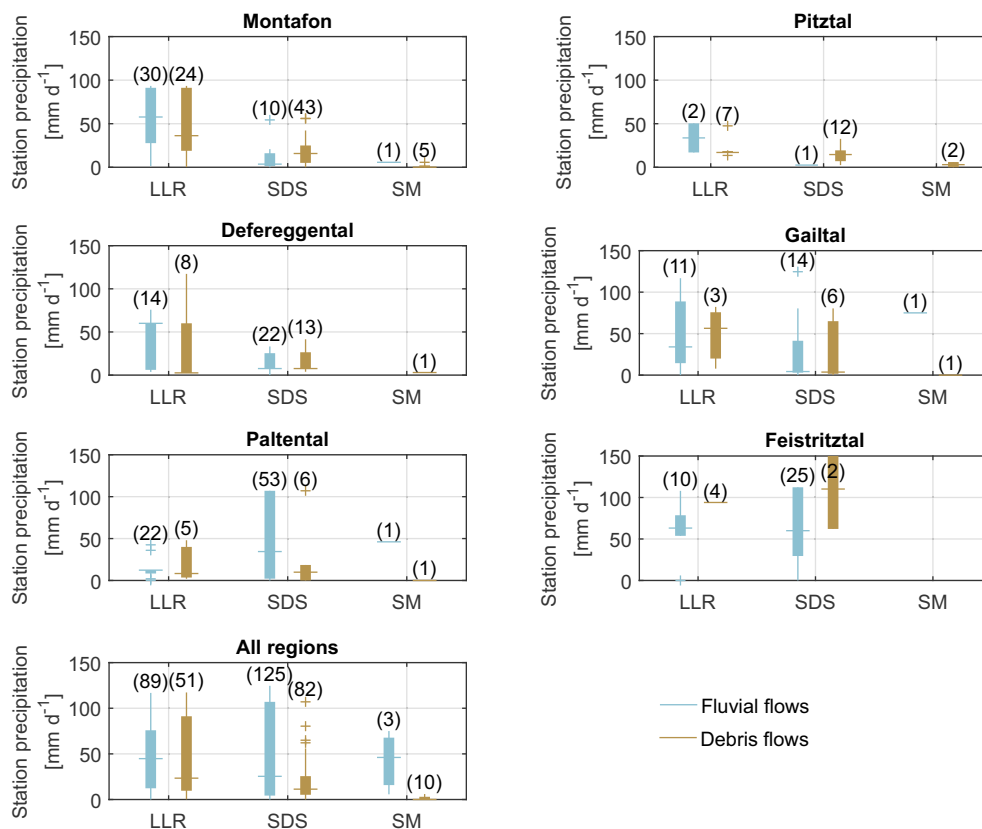 Montafon
Station precipitation
[mm d⁻¹]
150
100
50
0
(30) (24)
(10) (43)
(1) (5)
LLR SDS SM
Pitztal
Station precipitation
[mm d⁻¹]
150
100
50
0
(2) (7)
(1) (12)
(2)
LLR SDS SM
Defereggental
Station precipitation
[mm d⁻¹]
150
100
50
0
(14) (8)
(22) (13)
(1)
LLR SDS SM
Gailtal
Station precipitation
[mm d⁻¹]
150
100
50
0
(11) (3)
(14) (6)
(1) (1)
LLR SDS SM
Paltental
Station precipitation
[mm d⁻¹]
150
100
50
0
(22) (5)
(53) (6)
(1) (1)
LLR SDS SM
Feistritztal
Station precipitation
[mm d⁻¹]
150
100
50
0
(10) (4)
(25) (2)
LLR SDS SM
All regions
Station precipitation
[mm d⁻¹]
150
100
50
0
(89) (51)
(125) (82)
(3) (10)
LLR SDS SM
Fluvial flows
Debris flows